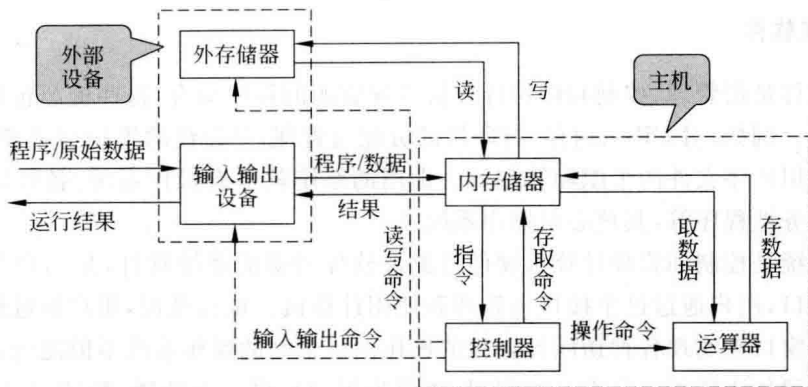 外部
设备
外存储器
主机
读
写
程序/原始数据
输入输出
设备
程序/数据
内存储器
运行结果
结果
读写命令
指令
存取命令
取数据
存数据
输入输出命令
控制器
操作命令
运算器